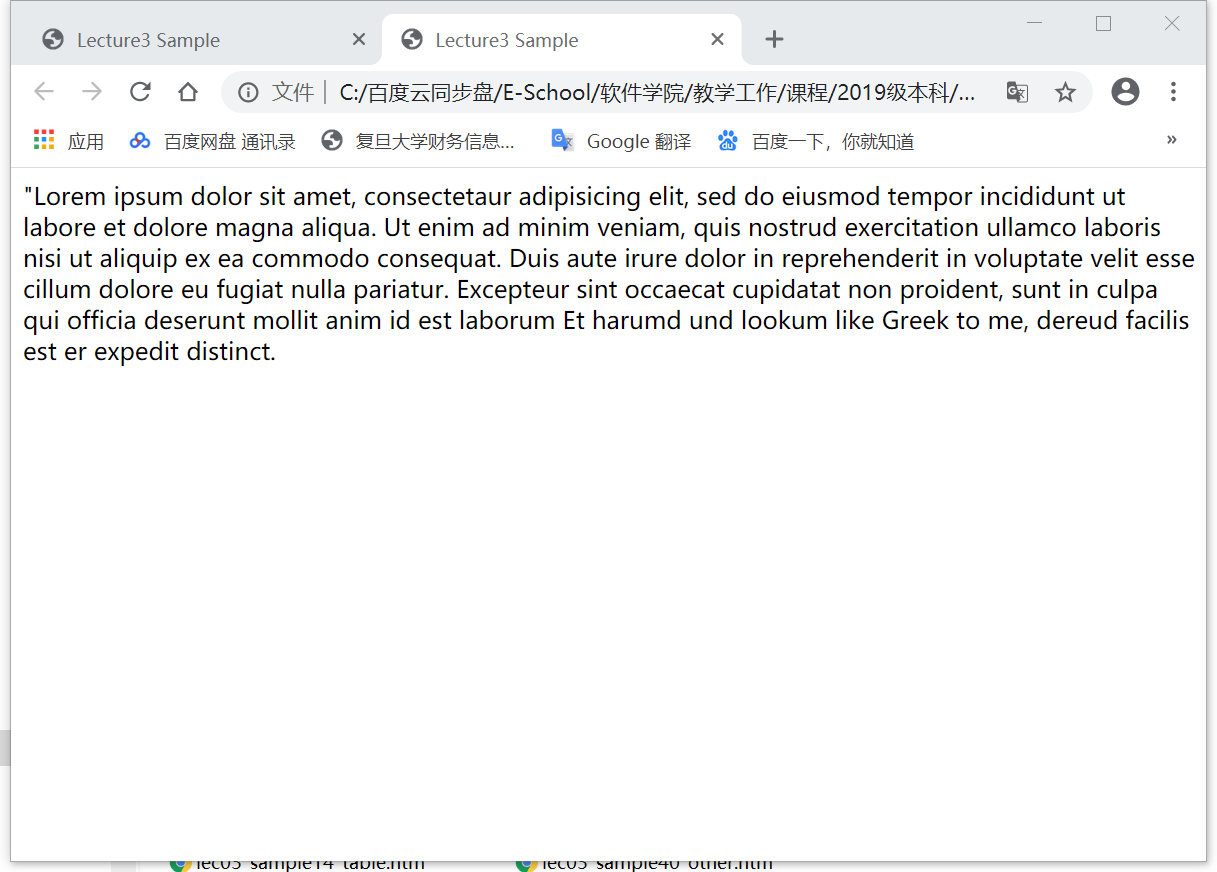 Lecture3 Sample
Lecture3 Sample
文件 C:/百度云同步盘/E-School/软件学院/教学工作/课程/2019级本科/...
应用 百度网盘 通讯录 复旦大学财务信息... Google 翻译 百度一下，你就知道 »
"Lorem ipsum dolor sit amet, consectetaur adipisicing elit, sed do eiusmod tempor incididunt ut
labore et dolore magna aliqua. Ut enim ad minim veniam, quis nostrud exercitation ullamco laboris
nisi ut aliquip ex ea commodo consequat. Duis aute irure dolor in reprehenderit in voluptate velit esse
cillum dolore eu fugiat nulla pariatur. Excepteur sint occaecat cupidatat non proident, sunt in culpa
qui officia deserunt mollit anim id est laborum Et harumd und lookum like Greek to me, dereud facilis
est er expedit distinct.
lec03_sample14_table.htm
lec03_sample40_other.htm